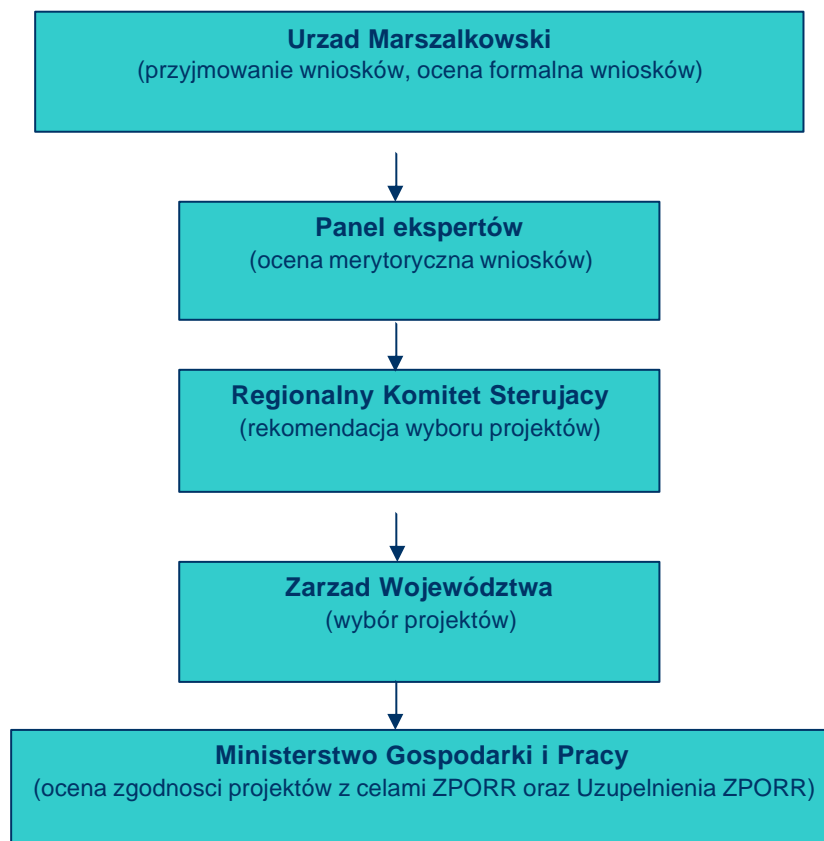 Urzad Marszalkowski
(przyjmowanie wniosków, ocena formalna wniosków)
Panel ekspertów
(ocena merytoryczna wniosków)
Regionalny Komitet Sterujacy
(rekomendacja wyboru projektów)
Zarzad Województwa
(wybór projektów)
Ministerstwo Gospodarki i Pracy
(ocena zgodnosci projektów z celami ZPORR oraz Uzupelnienia ZPORR)